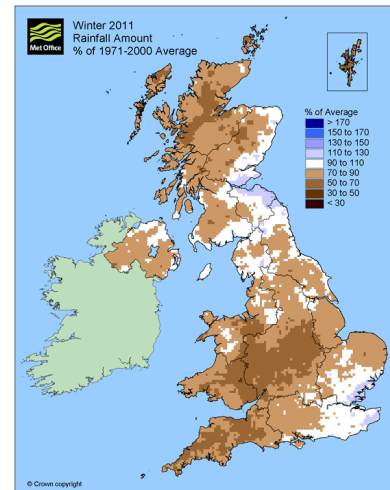 Met Office
Winter 2011
Rainfall Amount
% of 1971-2000 Average
% of Average
> 170
150 to 170
130 to 150
110 to 130
90 to 110
70 to 90
50 to 70
30 to 50
< 30
© Crown copyright